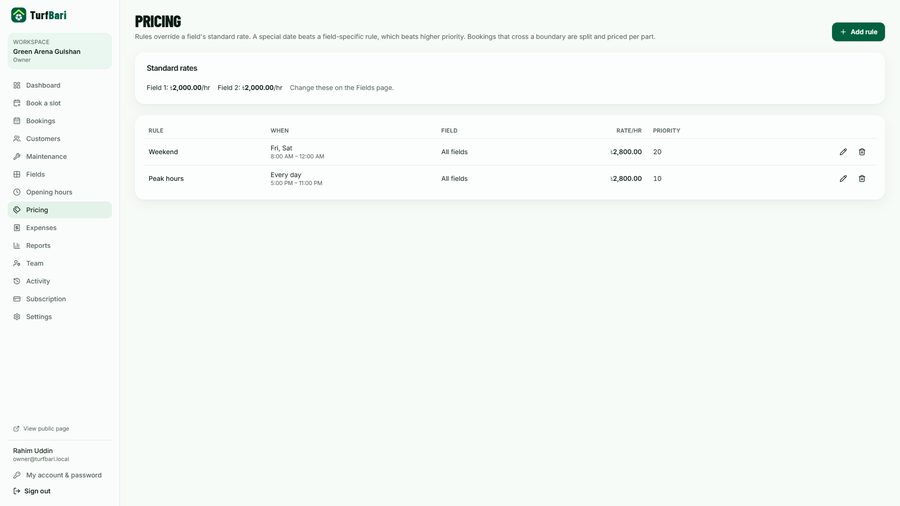 TurfBari
WORKSPACE
Green Arena Gulshan
Owner
Dashboard
Book a slot
Bookings
Customers
Maintenance
Fields
Opening hours
Pricing
Expenses
Reports
Team
Activity
Subscription
Settings
View public page
Rahim Uddin
owner@turfbari.local
My account & password
Sign out
PRICING
Rules override a field's standard rate. A special date beats a field-specific rule, which beats higher priority. Bookings that cross a boundary are split and priced per part.
Add rule
Standard rates
Field 1: ৳2,000.00/hr Field 2: ৳2,000.00/hr Change these on the Fields page.
RULE WHEN FIELD RATE/HR PRIORITY
Weekend Fri, Sat All fields ৳2,800.00 20
8:00 AM – 12:00 AM
Peak hours Every day All fields ৳2,800.00 10
5:00 PM – 11:00 PM